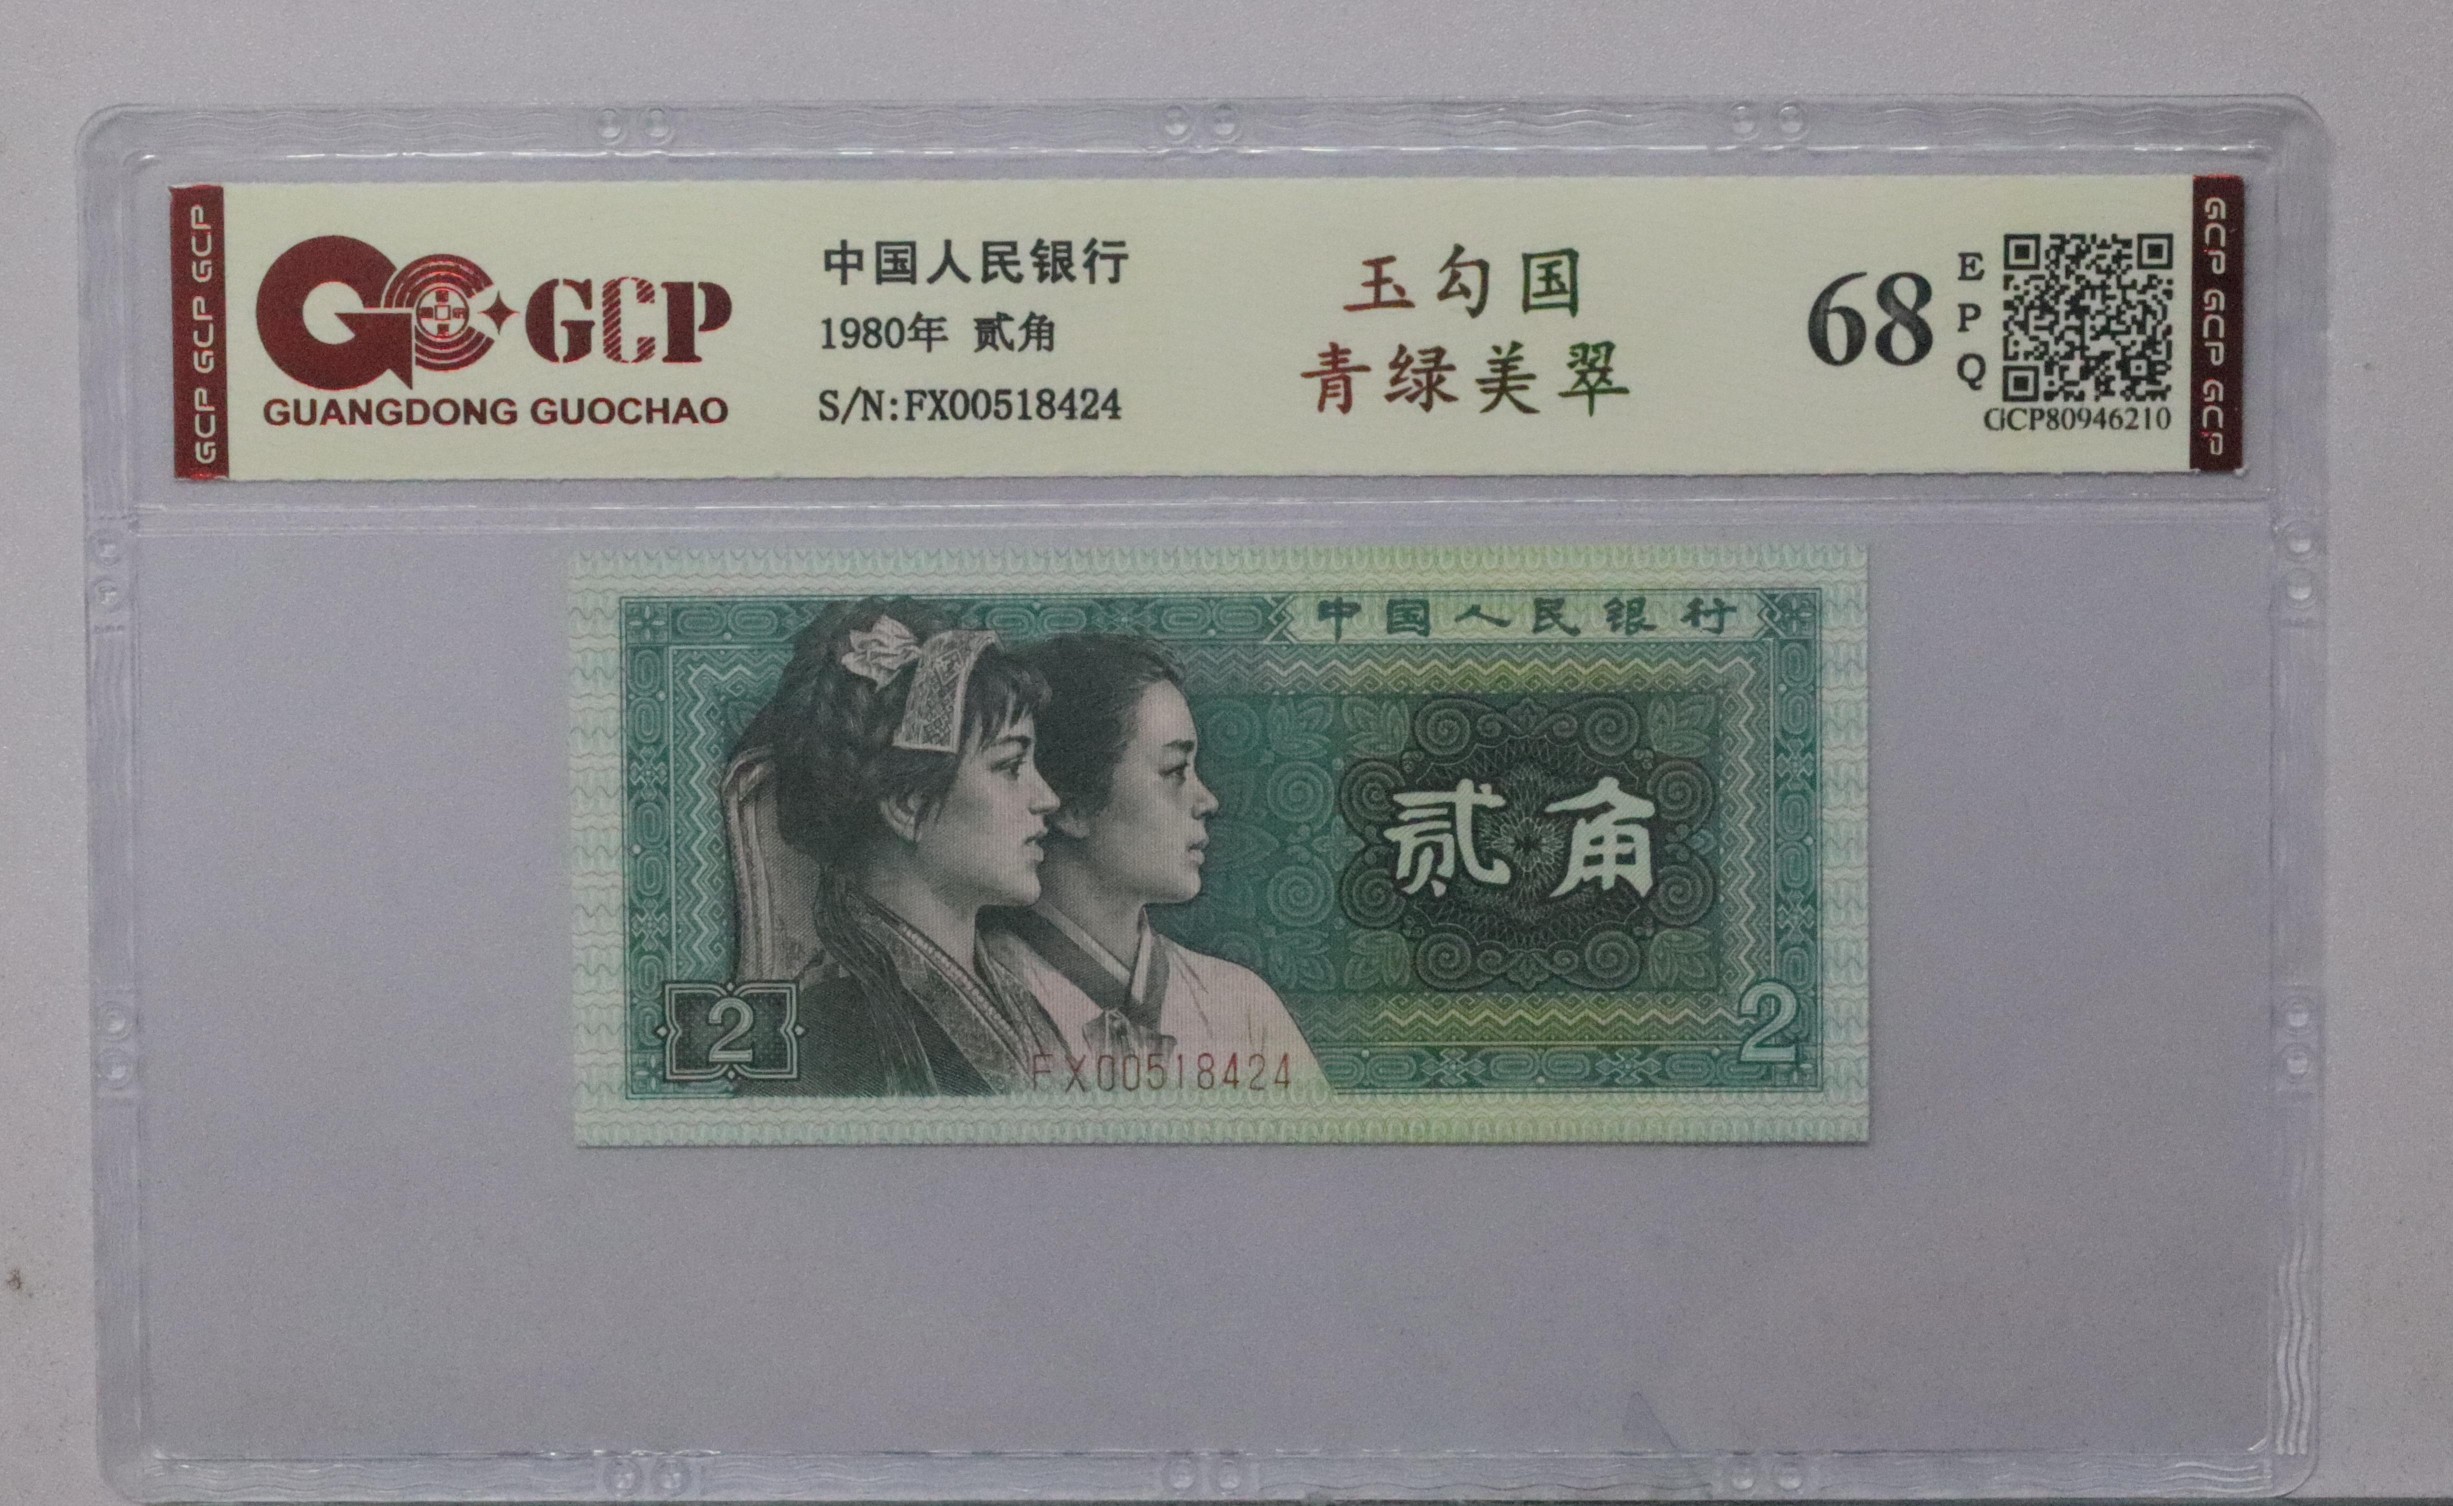 GCP GCP GCP
GCP
GUANGDONG GUOCHAO
中国人民银行
1980年 贰角
S/N:FX00518424
玉勾国
青绿美翠
68
EPQ
GCP80946210
GCP GCP GCP
中国人民银行
贰角
2
2
FX00518424